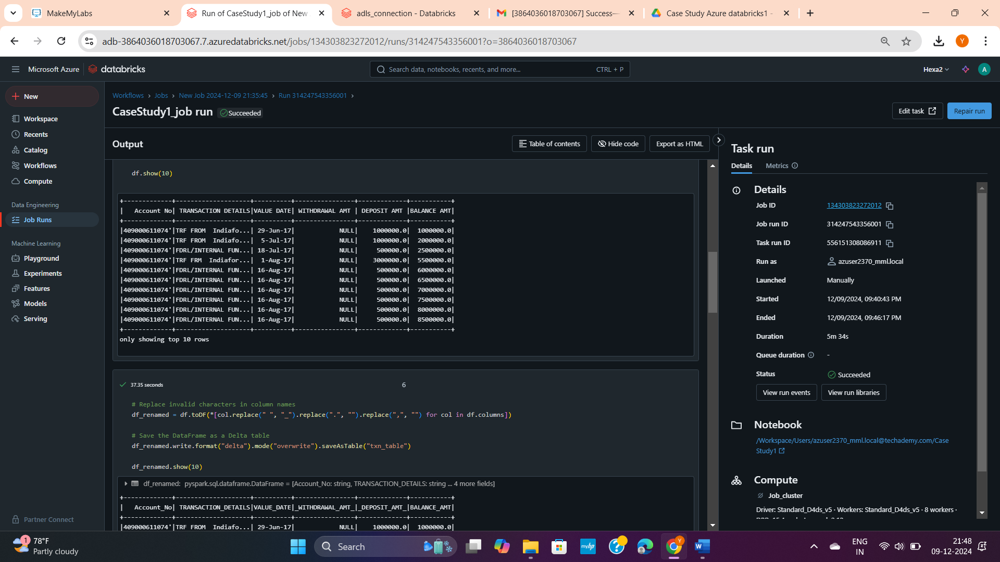 MakeMyLabs
Run of CaseStudy1_job of New
adls_connection - Databricks
[3864036018703067] Success—
Case Study Azure databricks1 -
adb-3864036018703067.7.azuredatabricks.net/jobs/134303823272012/runs/314247543356001?o=3864036018703067
Y
Microsoft Azure databricks
Search data, notebooks, recents, and more... CTRL + P
Hexa2 A
New
Workspace
Recents
Catalog
Workflows
Compute
Data Engineering
Job Runs
Machine Learning
Playground
Experiments
Features
Models
Serving
Partner Connect
Workflows › Jobs › New Job 2024-12-09 21:35:45 › Run 314247543356001 ›
CaseStudy1_job run Succeeded
Edit task Repair run
Output
Table of contents Hide code Export as HTML
df.show(10)
+-------------+--------------------+----------+----------------+-------------+-----------+
|   Account No| TRANSACTION DETAILS|VALUE DATE| WITHDRAWAL AMT | DEPOSIT AMT |BALANCE AMT|
+-------------+--------------------+----------+----------------+-------------+-----------+
|409000611074'|TRF FROM  Indiafo...| 29-Jun-17|            NULL|    1000000.0|  1000000.0|
|409000611074'|TRF FROM  Indiafo...|  5-Jul-17|            NULL|    1000000.0|  2000000.0|
|409000611074'|FDRL/INTERNAL FUN...| 18-Jul-17|            NULL|     500000.0|  2500000.0|
|409000611074'|TRF FRM  Indiafor...|  1-Aug-17|            NULL|    3000000.0|  5500000.0|
|409000611074'|FDRL/INTERNAL FUN...| 16-Aug-17|            NULL|     500000.0|  6000000.0|
|409000611074'|FDRL/INTERNAL FUN...| 16-Aug-17|            NULL|     500000.0|  6500000.0|
|409000611074'|FDRL/INTERNAL FUN...| 16-Aug-17|            NULL|     500000.0|  7000000.0|
|409000611074'|FDRL/INTERNAL FUN...| 16-Aug-17|            NULL|     500000.0|  7500000.0|
|409000611074'|FDRL/INTERNAL FUN...| 16-Aug-17|            NULL|     500000.0|  8000000.0|
|409000611074'|FDRL/INTERNAL FUN...| 16-Aug-17|            NULL|     500000.0|  8500000.0|
+-------------+--------------------+----------+----------------+-------------+-----------+
only showing top 10 rows
37.35 seconds 6
# Replace invalid characters in column names
df_renamed = df.toDF(*[col.replace(" ", "_").replace(".", "").replace(",", "") for col in df.columns])
# Save the DataFrame as a Delta table
df_renamed.write.format("delta").mode("overwrite").saveAsTable("txn_table")
df_renamed.show(10)
df_renamed: pyspark.sql.dataframe.DataFrame = [Account_No: string, TRANSACTION_DETAILS: string ... 4 more fields]
+-------------+--------------------+----------+----------------+-------------+-----------+
|   Account_No| TRANSACTION_DETAILS|VALUE_DATE|_WITHDRAWAL_AMT_|_DEPOSIT_AMT_|BALANCE_AMT|
+-------------+--------------------+----------+----------------+-------------+-----------+
|409000611074'|TRF FROM  Indiafo...| 29-Jun-17|            NULL|    1000000.0|  1000000.0|
Task run
Details Metrics
Details
Job ID 134303823272012
Job run ID 314247543356001
Task run ID 556151308086911
Run as azuser2370_mml.local
Launched Manually
Started 12/09/2024, 09:40:43 PM
Ended 12/09/2024, 09:46:17 PM
Duration 5m 34s
Queue duration -
Status Succeeded
View run events View run libraries
Notebook
/Workspace/Users/azuser2370_mml.local@techademy.com/Case
Study1
Compute
Job_cluster
Driver: Standard_D4ds_v5 · Workers: Standard_D4ds_v5 · 8 workers ·
1
78°F
Partly cloudy
Search
myhp
ENG
IN
21:48
09-12-2024